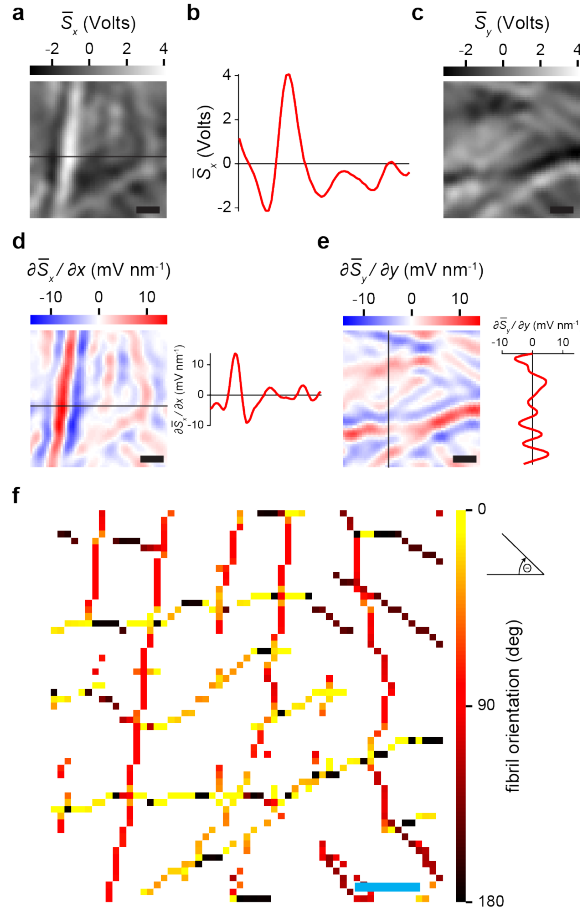 a
S̅x (Volts)
-2 0 2 4
b
4
2
0
-2
S̅x (Volts)
c
S̅y (Volts)
-2 0 2 4
d
∂S̅x / ∂x (mV nm-1)
-10 0 10
∂S̅x / ∂x (mV nm-1)
10
0
-10
e
∂S̅y / ∂y (mV nm-1)
-10 0 10
∂S̅y / ∂y (mV nm-1)
-10 0 10
f
0
90
180
fibril orientation (deg)
Θ